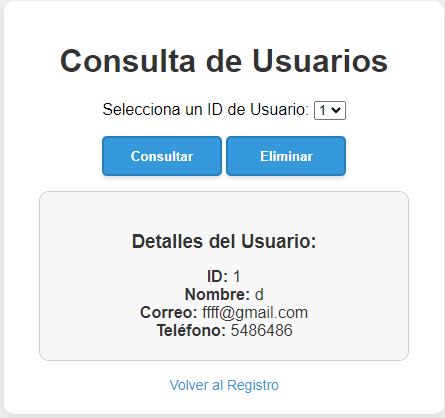 Consulta de Usuarios
Selecciona un ID de Usuario: 1
Consultar Eliminar
Detalles del Usuario:
ID: 1
Nombre: d
Correo: ffff@gmail.com
Teléfono: 5486486
Volver al Registro